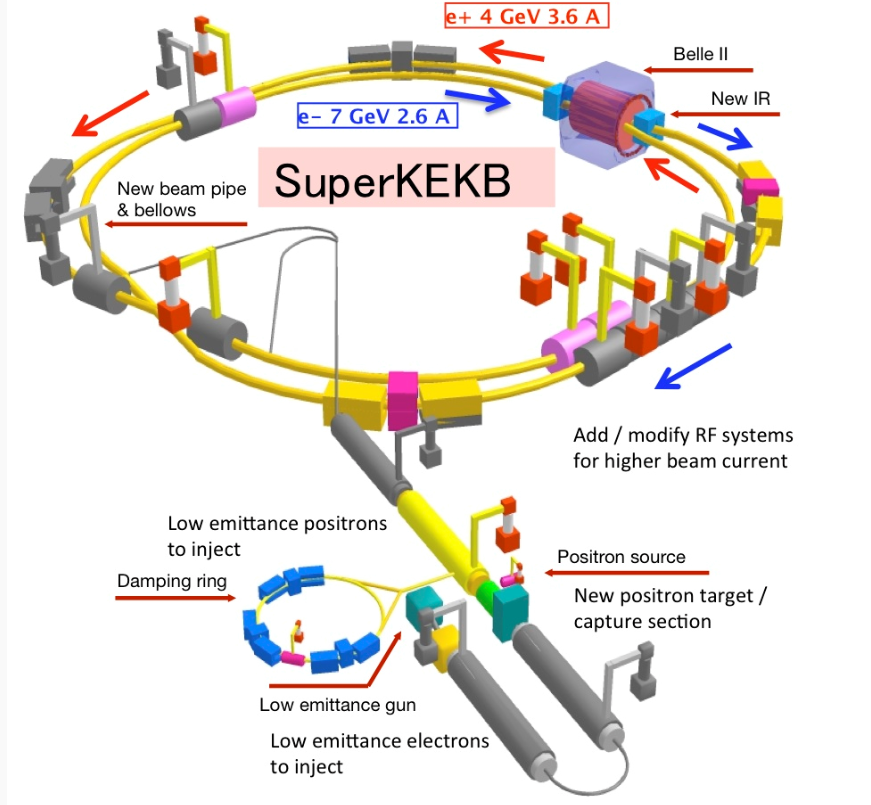 e+ 4 GeV 3.6 A
Belle II
New IR
e- 7 GeV 2.6 A
SuperKEKB
New beam pipe
& bellows
Add / modify RF systems
for higher beam current
Low emittance positrons
to inject
Positron source
Damping ring
New positron target /
capture section
Low emittance gun
Low emittance electrons
to inject